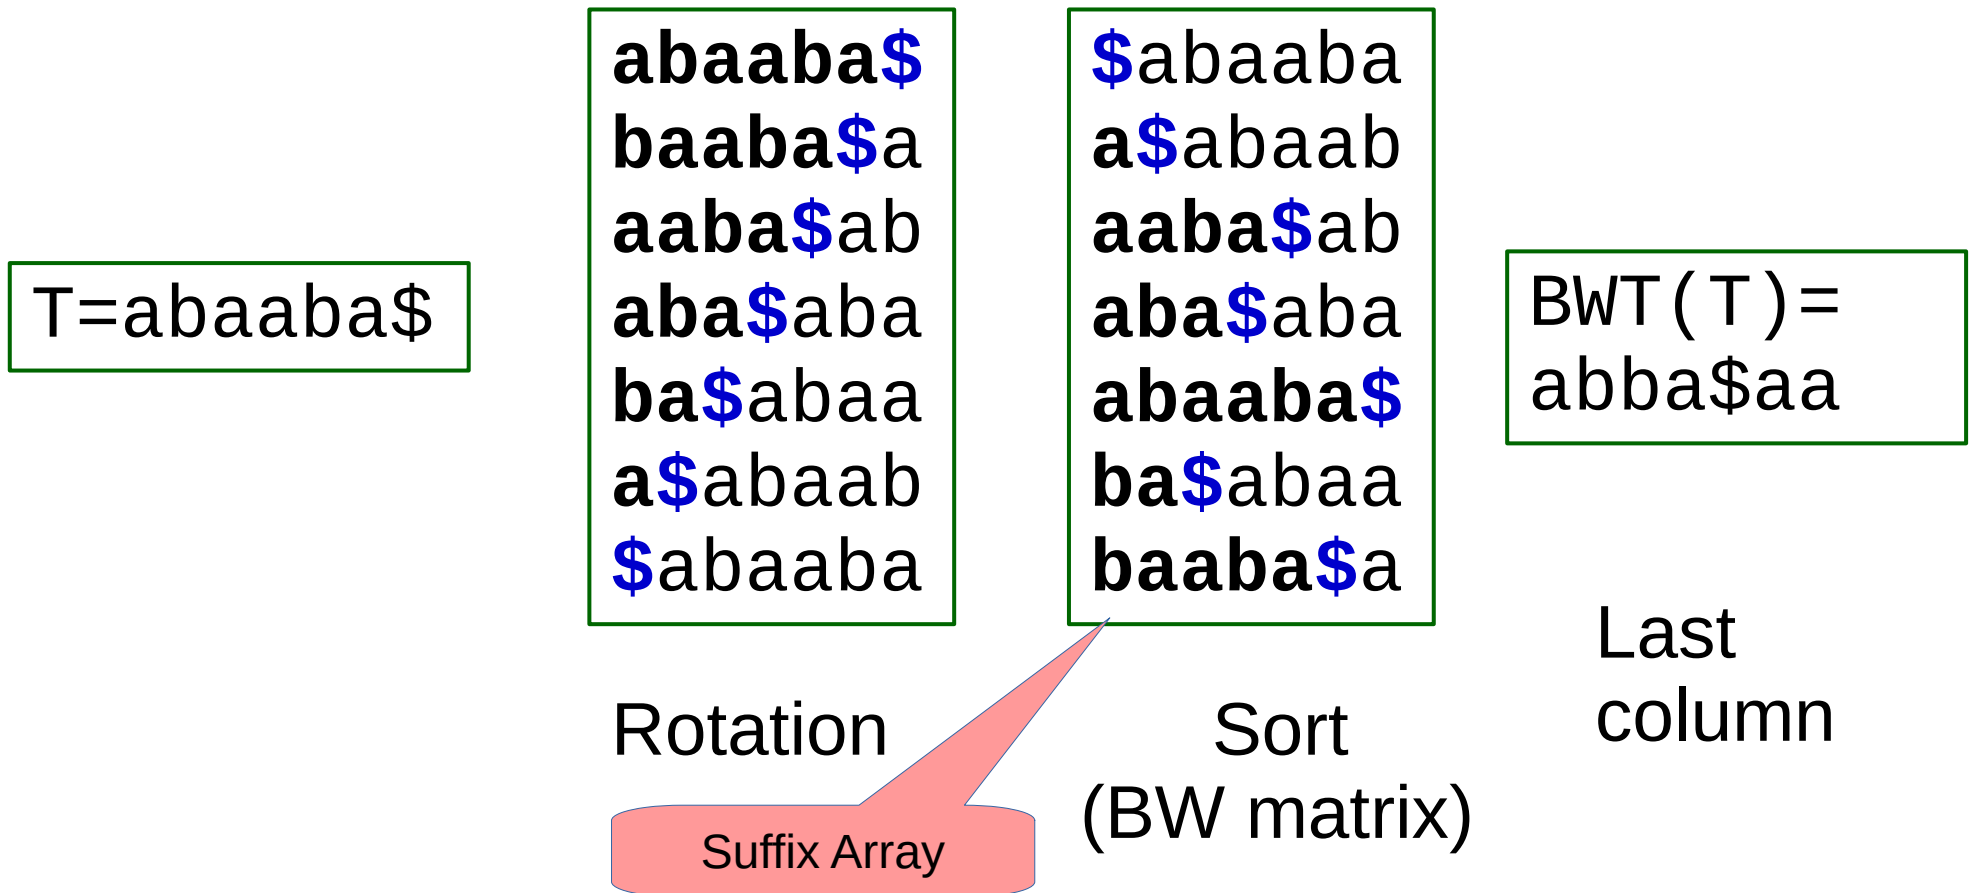 T=abaaba$
abaaba$
baaba$a
aaba$ab
aba$aba
ba$abaa
a$abaab
$abaaba
Rotation
Suffix Array
$abaaba
a$abaab
aaba$ab
aba$aba
abaaba$
ba$abaa
baaba$a
Sort
(BW matrix)
BWT(T)=
abba$aa
Last
column